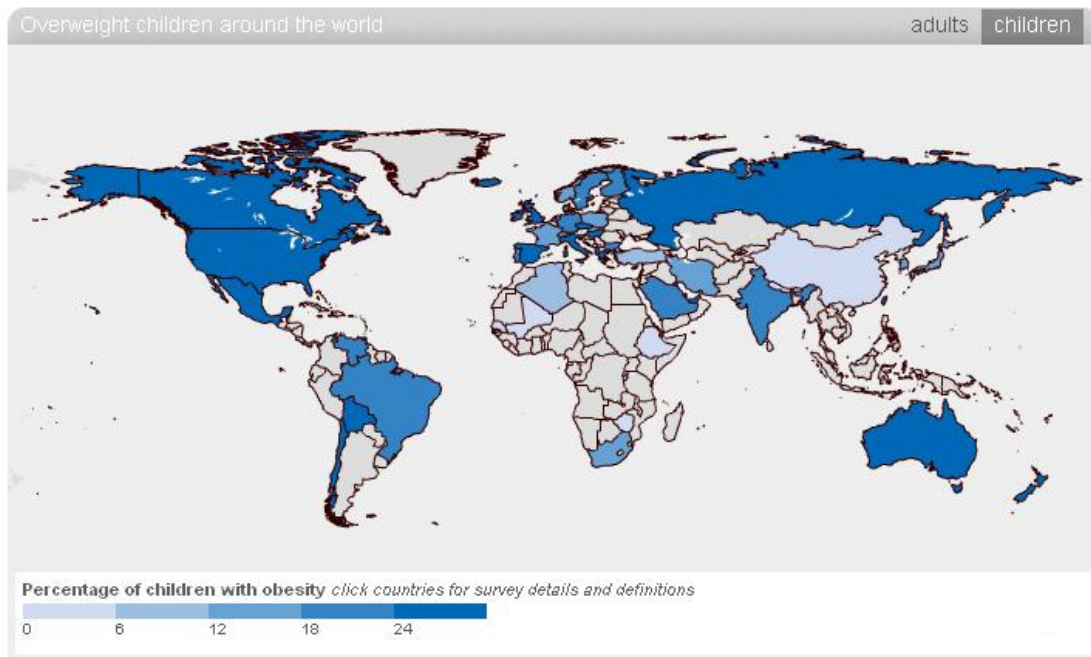 Overweight children around the world adults children
Percentage of children with obesity click countries for survey details and definitions
0 6 12 18 24